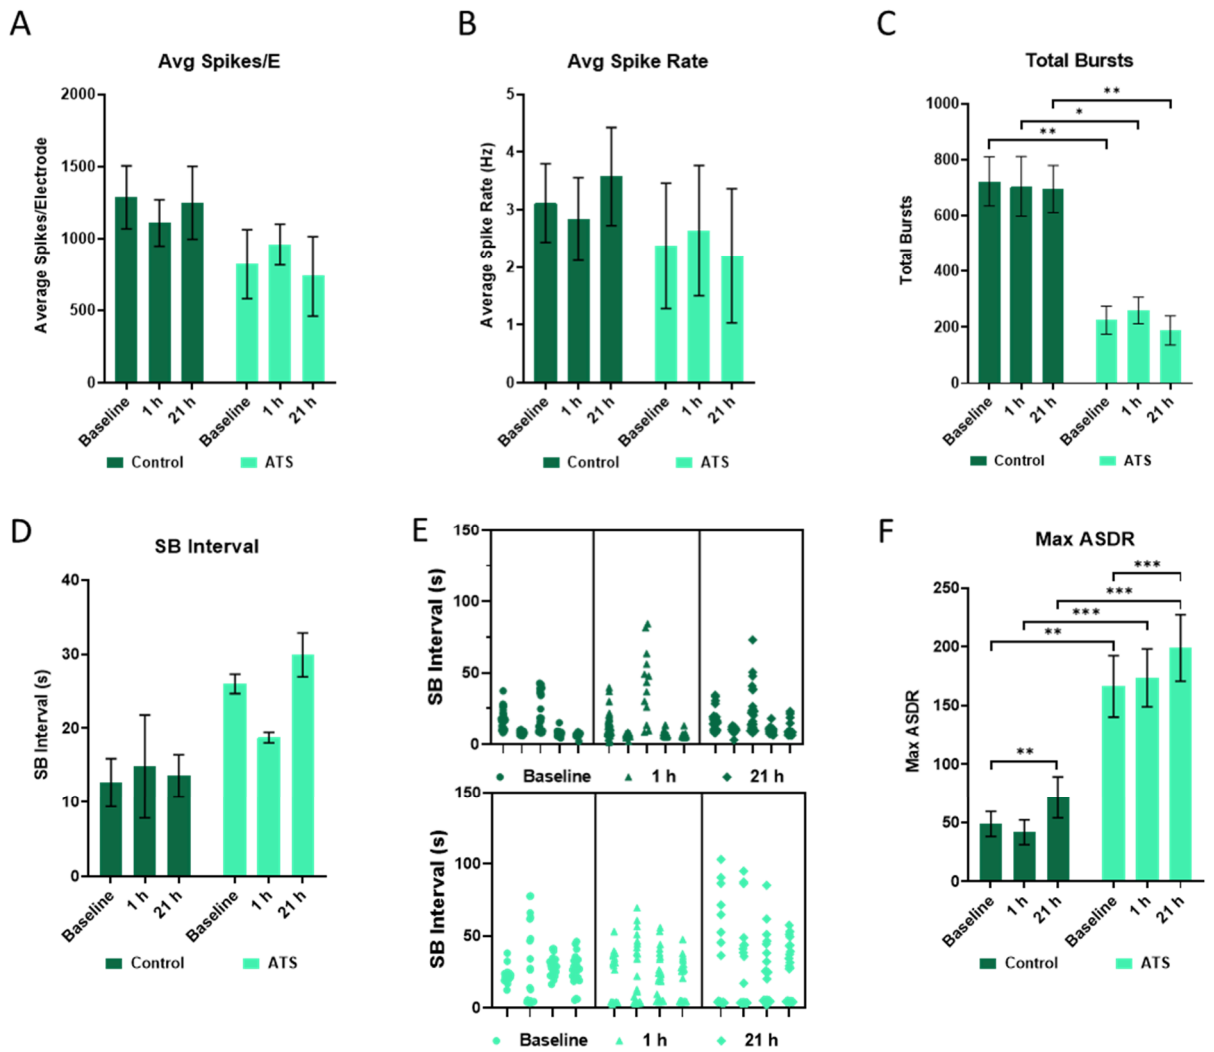 A
Avg Spikes/E
Average Spikes/Electrode
2000
1500
1000
500
0
Baseline
1 h
21 h
Baseline
1 h
21 h
Control
ATS
B
Avg Spike Rate
Average Spike Rate (Hz)
5
4
3
2
1
0
Baseline
1 h
21 h
Baseline
1 h
21 h
Control
ATS
C
Total Bursts
Total Bursts
1000
800
600
400
200
0
**
*
**
Baseline
1 h
21 h
Baseline
1 h
21 h
Control
ATS
D
SB Interval
SB Interval (s)
40
30
20
10
0
Baseline
1 h
21 h
Baseline
1 h
21 h
Control
ATS
E
SB Interval (s)
150
100
50
0
Baseline
1 h
21 h
SB Interval (s)
150
100
50
0
Baseline
1 h
21 h
F
Max ASDR
Max ASDR
250
200
150
100
50
0
***
***
***
**
**
Baseline
1 h
21 h
Baseline
1 h
21 h
Control
ATS